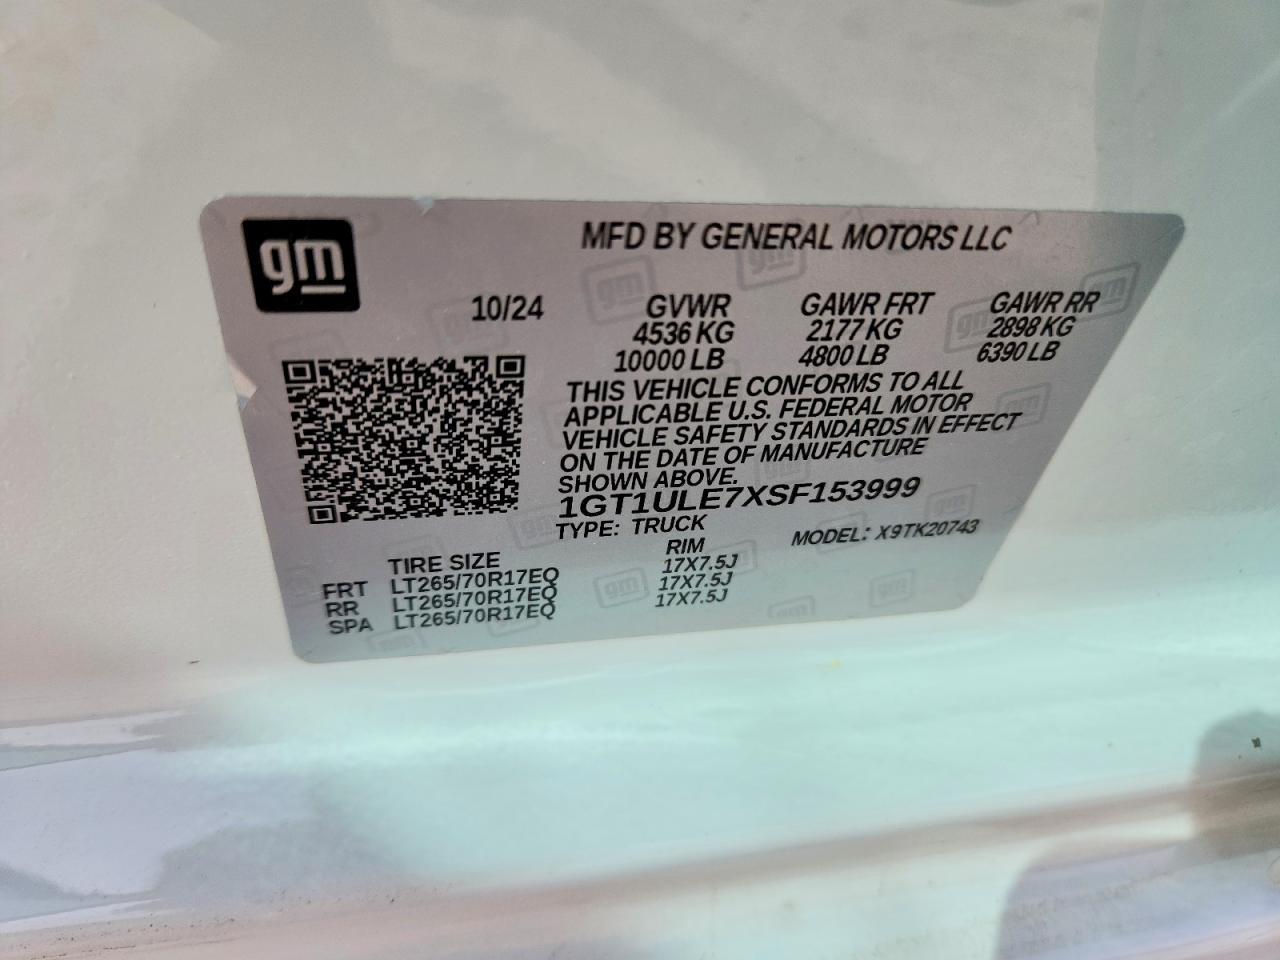 gm
MFD BY GENERAL MOTORS LLC
10/24 GVWR GAWR FRT GAWR RR
4536 KG 2177 KG 2898 KG
10000 LB 4800 LB 6390 LB
THIS VEHICLE CONFORMS TO ALL
APPLICABLE U.S. FEDERAL MOTOR
VEHICLE SAFETY STANDARDS IN EFFECT
ON THE DATE OF MANUFACTURE
SHOWN ABOVE.
1GT1ULE7XSF153999
TYPE: TRUCK MODEL: X9TK20743
TIRE SIZE RIM
FRT LT265/70R17EQ 17X7.5J
RR LT265/70R17EQ 17X7.5J
SPA LT265/70R17EQ 17X7.5J